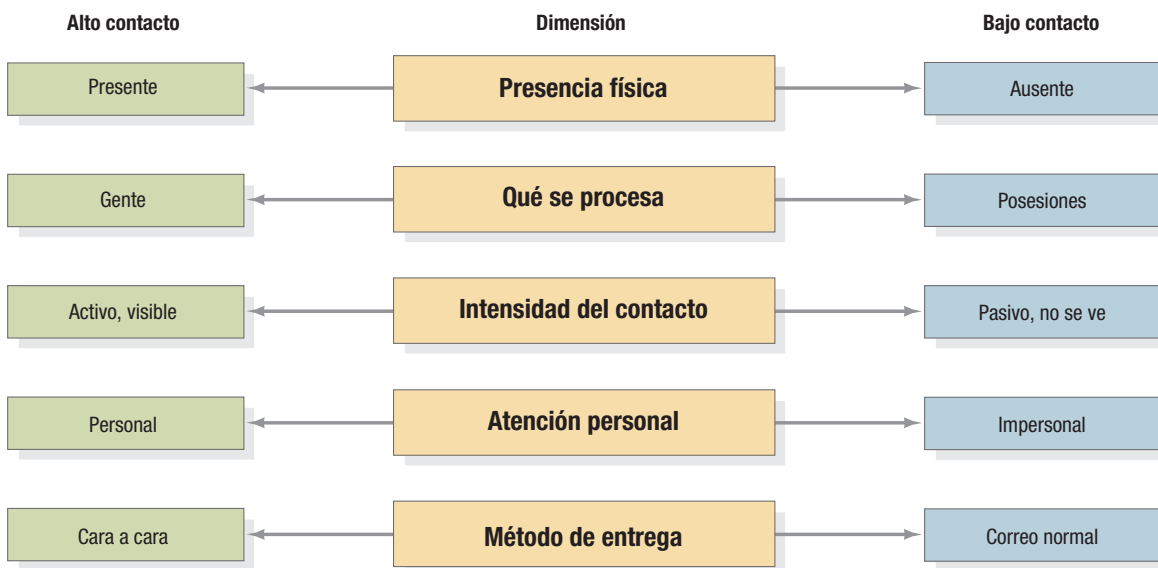 Alto contacto
Dimensión
Bajo contacto
Presente
Presencia física
Ausente
Gente
Qué se procesa
Posesiones
Activo, visible
Intensidad del contacto
Pasivo, no se ve
Personal
Atención personal
Impersonal
Cara a cara
Método de entrega
Correo normal